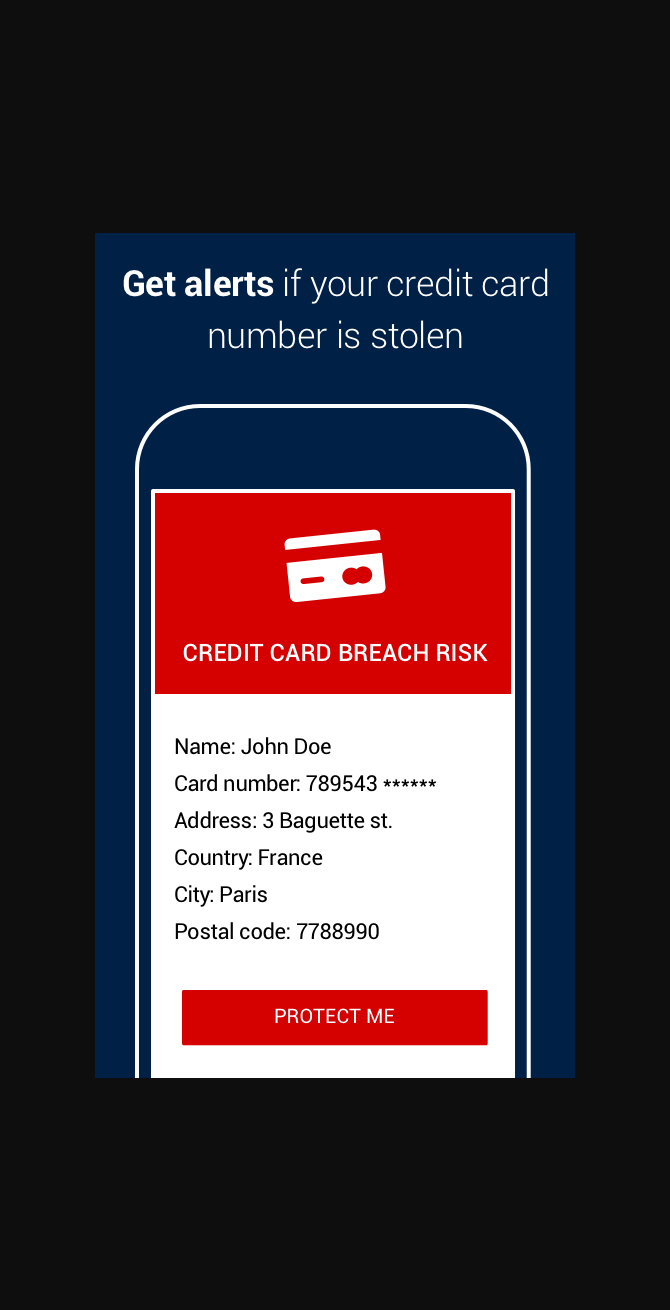 Get alerts if your credit card
number is stolen
CREDIT CARD BREACH RISK
Name: John Doe
Card number: 789543 ******
Address: 3 Baguette st.
Country: France
City: Paris
Postal code: 7788990
PROTECT ME